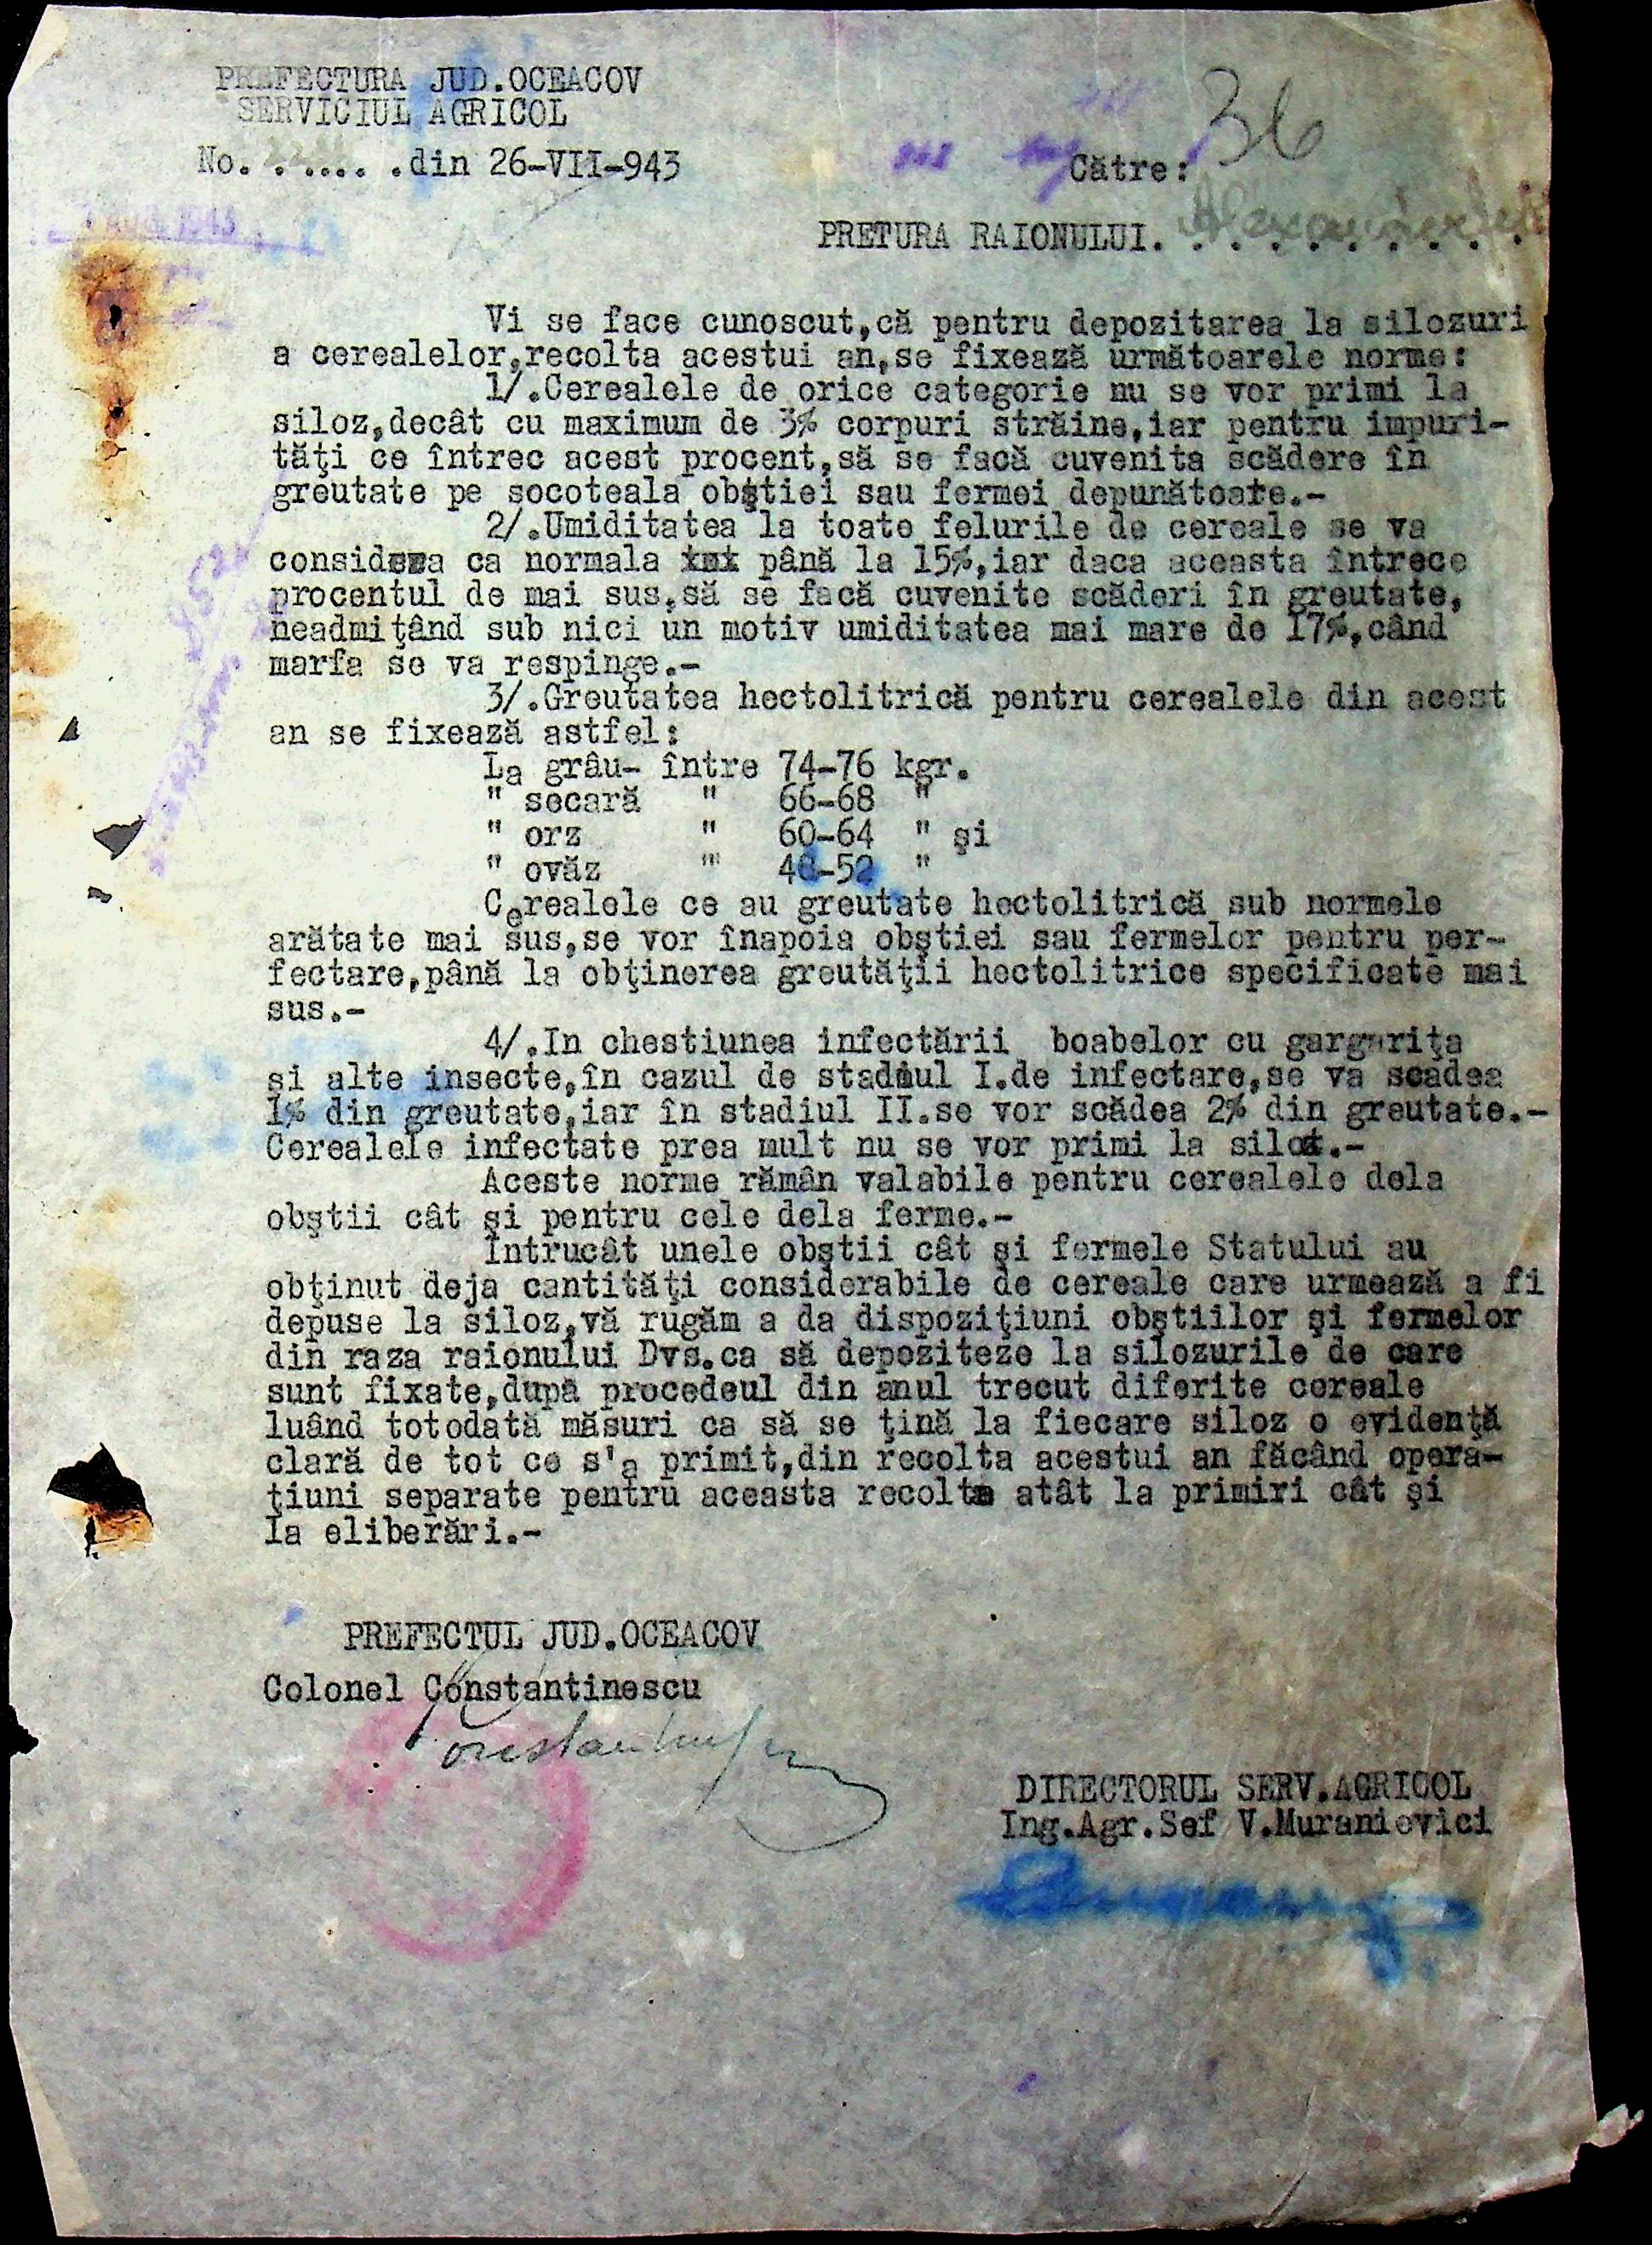 PREFECTURA JUD.OCEACOV
SERVICIUL AGRICOL
36
No. . .... .din 26-VII-943
Către:
1943
PRETURA RAIONULUI. . . . . . . . . .
Vi se face cunoscut,că pentru depozitarea la silozuri
a cerealelor,recolta acestui an,se fixează următoarele norme:
1/.Cerealele de orice categorie nu se vor primi la
siloz,decât cu maximum de 3% corpuri străine,iar pentru impuri-
tăţi ce întrec acest procent,să se facă cuvenita scădere în
greutate pe socoteala obştiei sau fermei depunătoare.-
2/.Umiditatea la toate felurile de cereale se va
considera ca normala până la 15%,iar daca aceasta întrece
procentul de mai sus,să se facă cuvenite scăderi în greutate,
neadmiţând sub nici un motiv umiditatea mai mare de 17%,când
marfa se va respinge.-
3/.Greutatea hectolitrică pentru cerealele din acest
an se fixează astfel:
La grâu- între 74-76 kgr.
" secară " 66-68 "
" orz " 60-64 " şi
" ovăz "' 48-52 "
Cerealele ce au greutate hectolitrică sub normele
arătate mai sus,se vor înapoia obştiei sau fermelor pentru per-
fectare,până la obţinerea greutăţii hectolitrice specificate mai
sus.-
4/.In chestiunea infectării boabelor cu gargariţa
şi alte insecte,în cazul de stadiul I.de infectare,se va scadea
1% din greutate,iar în stadiul II.se vor scădea 2% din greutate.-
Cerealele infectate prea mult nu se vor primi la siloz.-
Aceste norme rămân valabile pentru cerealele dela
obştii cât şi pentru cele dela ferme.-
Întrucât unele obştii cât şi fermele Statului au
obţinut deja cantităţi considerabile de cereale care urmează a fi
depuse la siloz,vă rugăm a da dispoziţiuni obştiilor şi fermelor
din raza raionului Dvs.ca să depoziteze la silozurile de care
sunt fixate,după procedeul din anul trecut diferite cereale
luând totodată măsuri ca să se ţină la fiecare siloz o evidenţă
clară de tot ce s'a primit,din recolta acestui an făcând opera-
ţiuni separate pentru aceasta recolta atât la primiri cât şi
la eliberări.-
PREFECTUL JUD.OCEACOV
Colonel Constantinescu
DIRECTORUL SERV.AGRICOL
Ing.Agr.Sef V.Muranievici